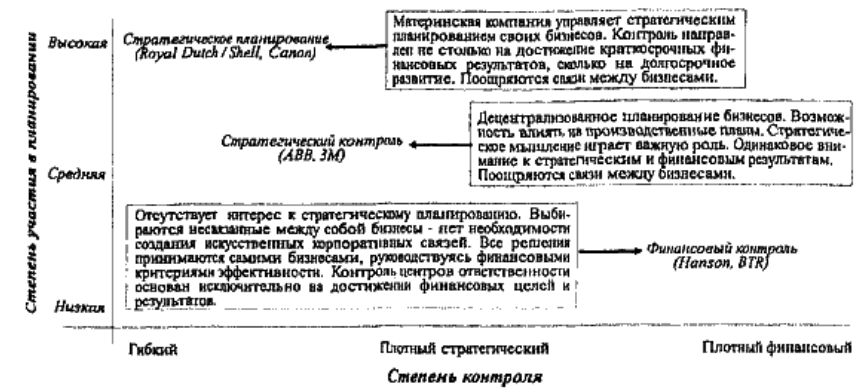 Степень участия в планировании
Высокая
Стратегическое планирование
(Royal Dutch / Shell, Canon)
Материнская компания управляет стратегическим
планированием своих бизнесов. Контроль направ-
лен не столько на достижение краткосрочных фи-
нансовых результатов, сколько на долгосрочное
развитие. Поощряются связи между бизнесами.
Стратегический контроль
(ABB, 3M)
Децентрализованное планирование бизнесов. Возмож-
ность влиять на производственные планы. Стратегиче-
ское мышление играет важную роль. Одинаковое вни-
мание к стратегическим и финансовым результатам.
Поощряются связи между бизнесами.
Средняя
Отсутствует интерес к стратегическому планированию. Выби-
раются несвязанные между собой бизнесы - нет необходимости
создания искусственных корпоративных связей. Все решения
принимаются самими бизнесами, руководствуясь финансовыми
критериями эффективности. Контроль центров ответственности
основан исключительно на достижении финансовых целей и
результатов.
Финансовый контроль
(Hanson, BTR)
Низкая
Гибкий
Плотный стратегический
Плотный финансовый
Степень контроля